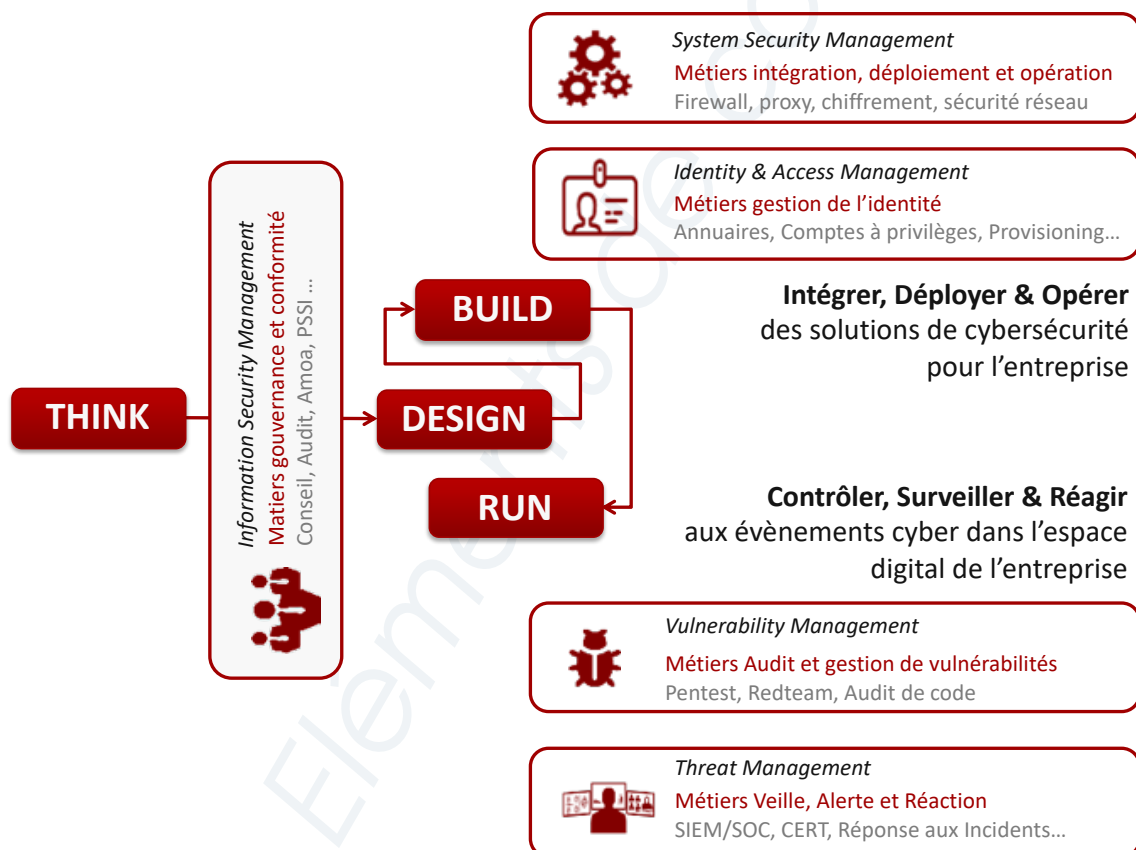 System Security Management
Métiers intégration, déploiement et opération
Firewall, proxy, chiffrement, sécurité réseau
Identity & Access Management
Métiers gestion de l'identité
Annuaires, Comptes à privilèges, Provisioning…
Information Security Management
Matiers gouvernance et conformité
Conseil, Audit, Amoa, PSSI …
THINK
BUILD
DESIGN
RUN
Intégrer, Déployer & Opérer
des solutions de cybersécurité
pour l'entreprise
Contrôler, Surveiller & Réagir
aux évènements cyber dans l'espace
digital de l'entreprise
Vulnerability Management
Métiers Audit et gestion de vulnérabilités
Pentest, Redteam, Audit de code
Threat Management
Métiers Veille, Alerte et Réaction
SIEM/SOC, CERT, Réponse aux Incidents…
Elements de